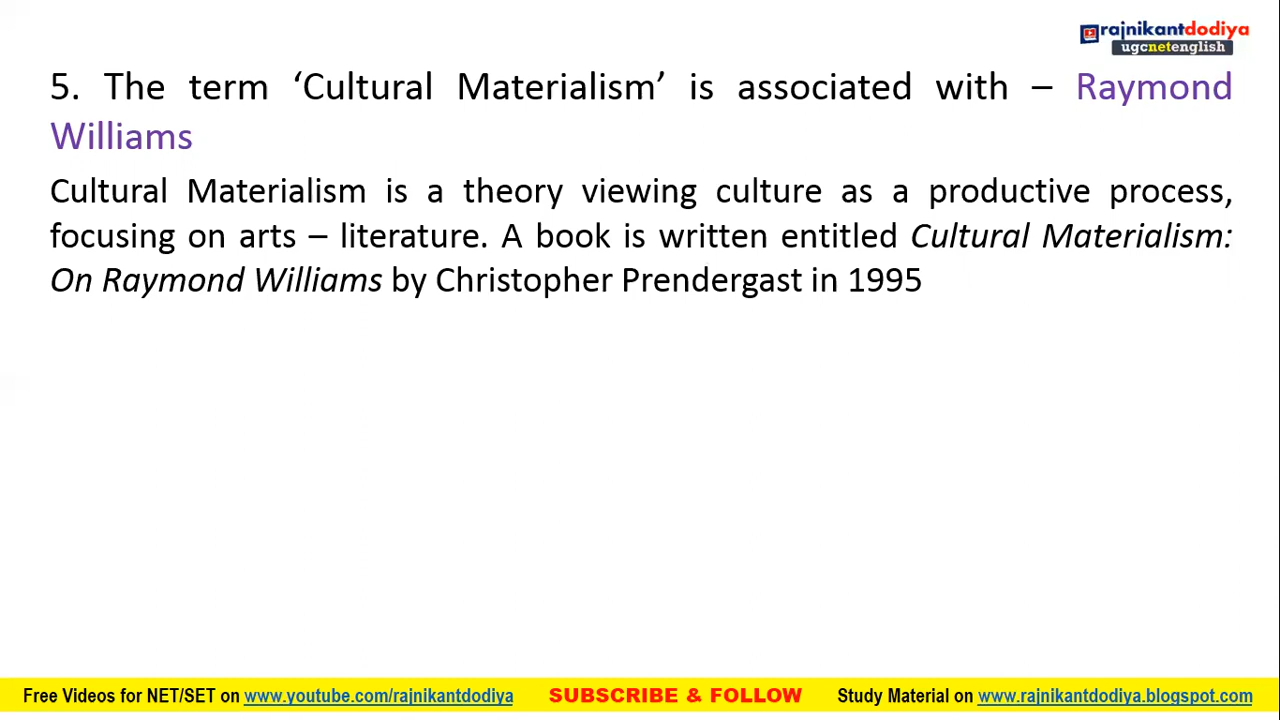 rajnikantdodiya
ugcnetenglish
5. The term ‘Cultural Materialism’ is associated with – Raymond
Williams
Cultural Materialism is a theory viewing culture as a productive process,
focusing on arts – literature. A book is written entitled Cultural Materialism:
On Raymond Williams by Christopher Prendergast in 1995
Free Videos for NET/SET on www.youtube.com/rajnikantdodiya SUBSCRIBE & FOLLOW Study Material on www.rajnikantdodiya.blogspot.com